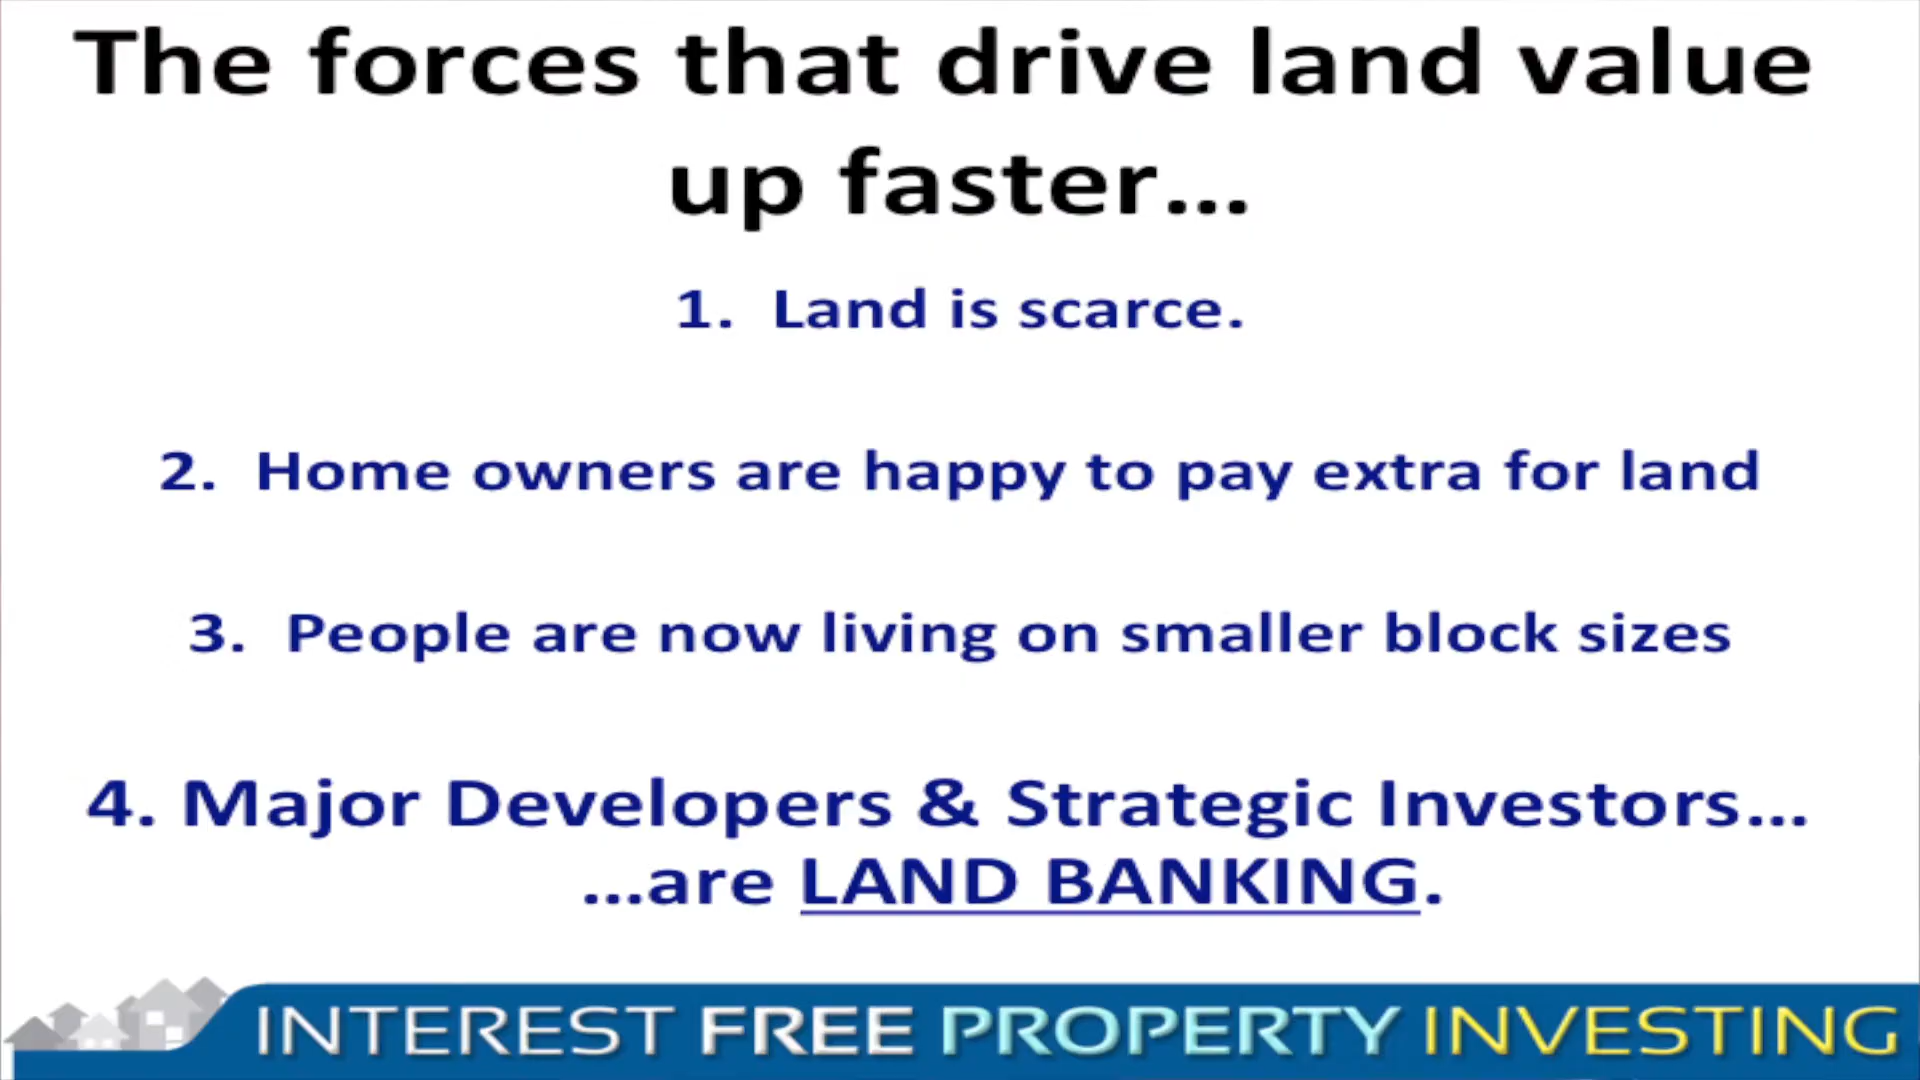 The forces that drive land value
up faster...
1. Land is scarce.
2. Home owners are happy to pay extra for land
3. People are now living on smaller block sizes
4. Major Developers & Strategic Investors...
...are LAND BANKING.
INTEREST FREE PROPERTY INVESTING